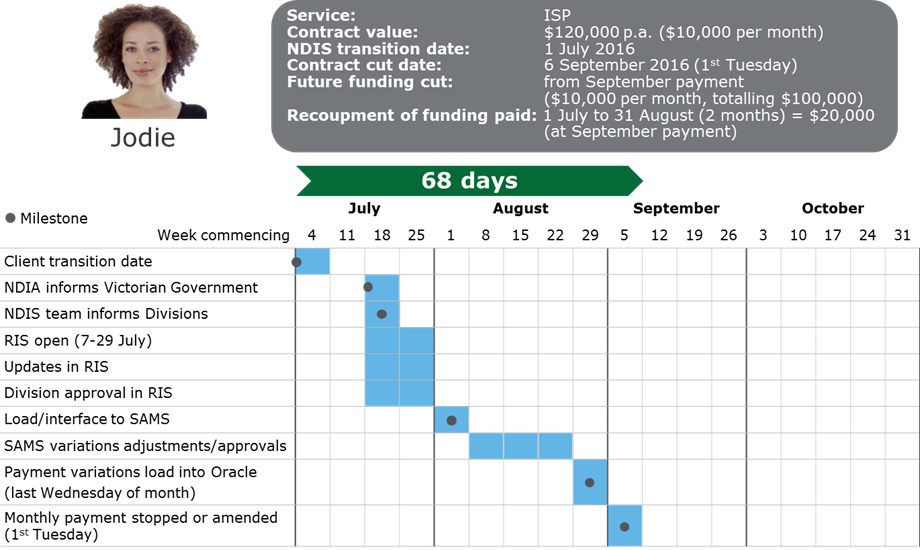 Jodie
Service: ISP
Contract value: $120,000 p.a. ($10,000 per month)
NDIS transition date: 1 July 2016
Contract cut date: 6 September 2016 (1st Tuesday)
Future funding cut: from September payment
($10,000 per month, totalling $100,000)
Recoupment of funding paid: 1 July to 31 August (2 months) = $20,000
(at September payment)
68 days
July August September October
Milestone
Week commencing 4 11 18 25 1 8 15 22 29 5 12 19 26 3 10 17 24 31
Client transition date
NDIA informs Victorian Government
NDIS team informs Divisions
RIS open (7-29 July)
Updates in RIS
Division approval in RIS
Load/interface to SAMS
SAMS variations adjustments/approvals
Payment variations load into Oracle
(last Wednesday of month)
Monthly payment stopped or amended
(1st Tuesday)